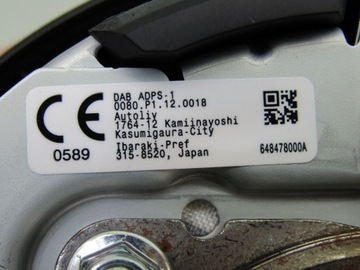 DAB ADPS-1
0080.P1.12.0018
Autoliv
1764-12 Kamiinayoshi
Kasumigaura-City
Ibaraki-Pref
315-8520, Japan
CE
0589
648478000A